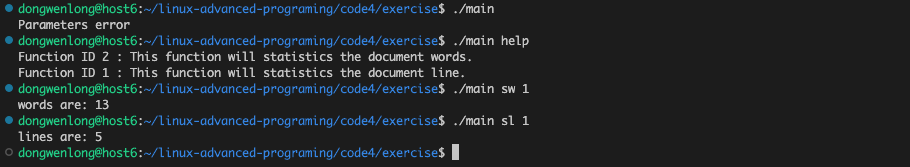 dongwenlong@host6:~/linux-advanced-programing/code4/exercise$ ./main
Parameters error
dongwenlong@host6:~/linux-advanced-programing/code4/exercise$ ./main help
Function ID 2 : This function will statistics the document words.
Function ID 1 : This function will statistics the document line.
dongwenlong@host6:~/linux-advanced-programing/code4/exercise$ ./main sw 1
words are: 13
dongwenlong@host6:~/linux-advanced-programing/code4/exercise$ ./main sl 1
lines are: 5
dongwenlong@host6:~/linux-advanced-programing/code4/exercise$